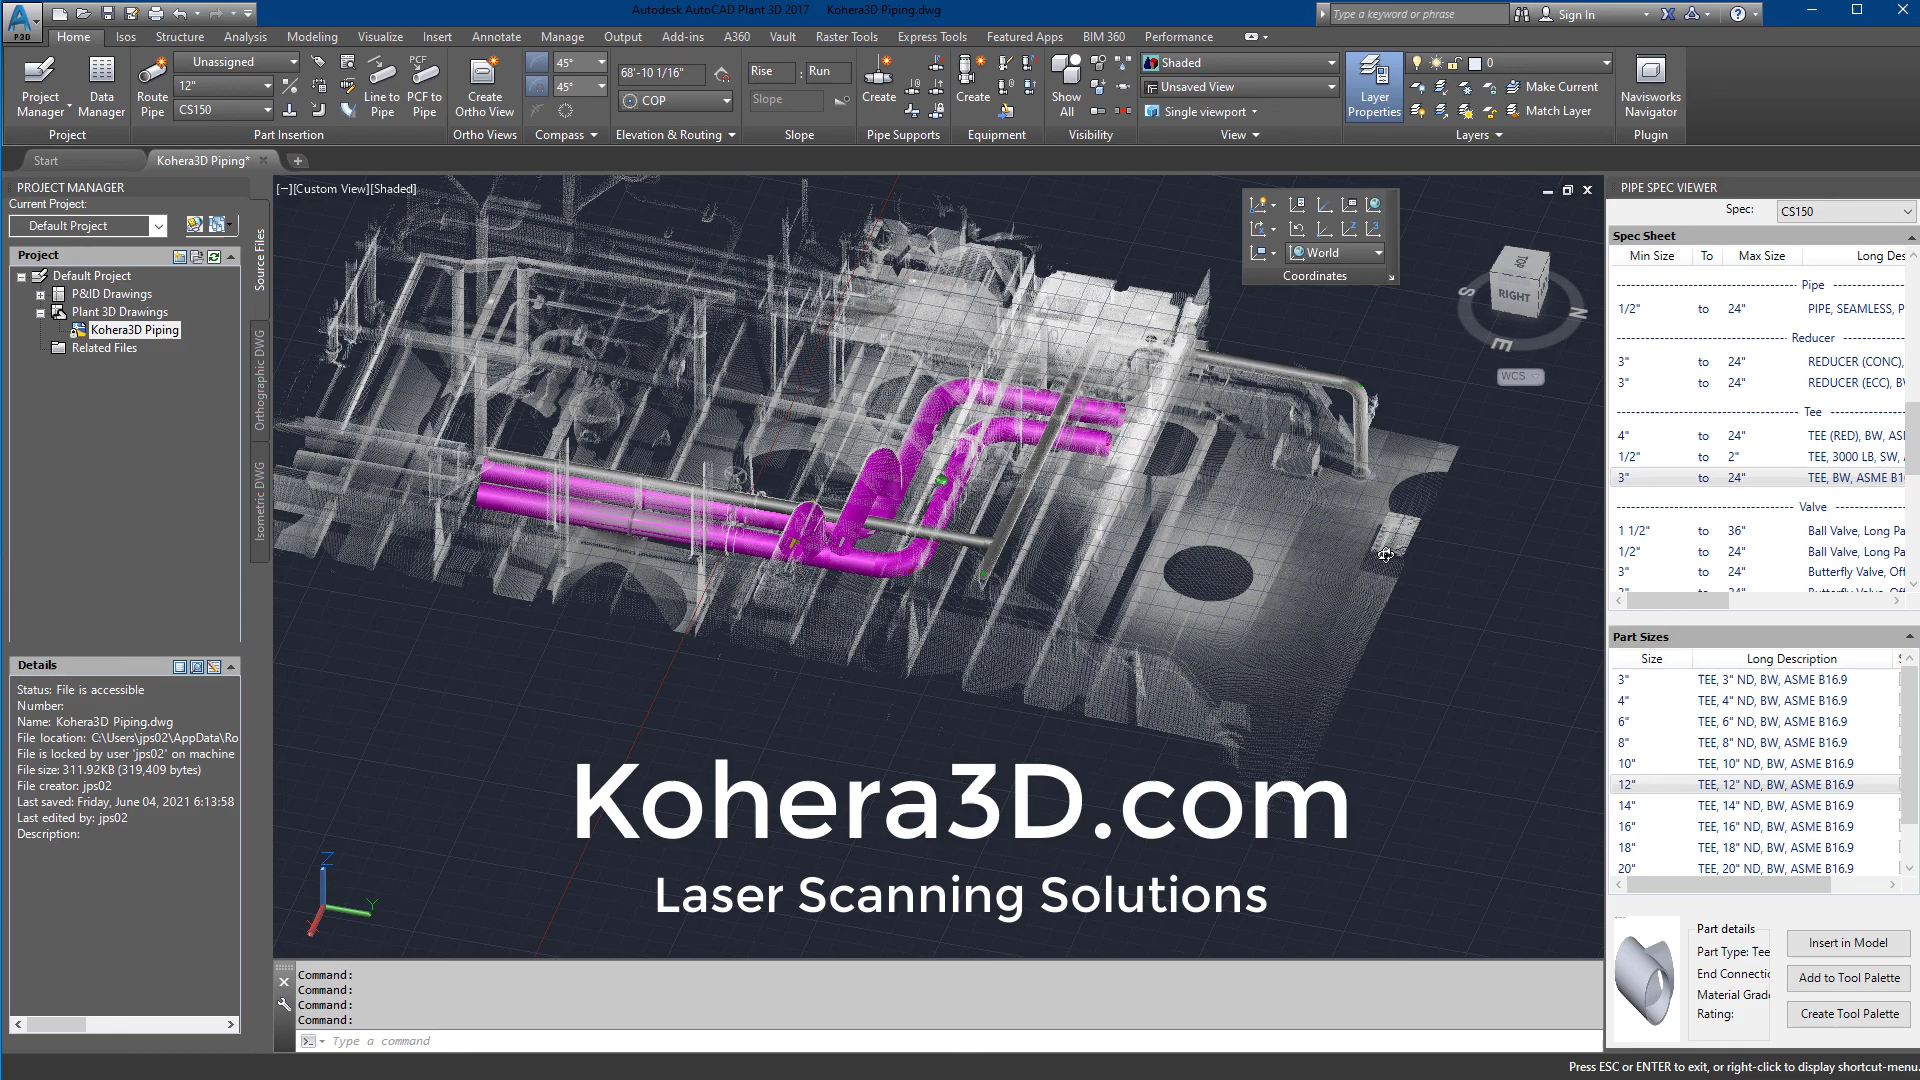 Autodesk AutoCAD Plant 3D 2017 Kohera3D Piping.dwg
Type a keyword or phrase
Sign In
P3D
Home Isos Structure Analysis Modeling Visualize Insert Annotate Manage Output Add-ins A360 Vault Raster Tools Express Tools Featured Apps BIM 360 Performance
Project Manager
Data Manager
Project
Route Pipe
Unassigned
12"
CS150
Line to Pipe
PCF to Pipe
PCF
Part Insertion
Create Ortho View
Ortho Views
45°
45°
Compass
68'-10 1/16"
COP
Elevation & Routing
Rise : Run
Slope
Slope
Create
Pipe Supports
Create
Equipment
Show All
Visibility
Shaded
Unsaved View
Single viewport
View
Layer Properties
0
Make Current
Match Layer
Layers
Navisworks Navigator
Plugin
Start
Kohera3D Piping*
PROJECT MANAGER
Current Project:
Default Project
Project
Default Project
P&ID Drawings
Plant 3D Drawings
Kohera3D Piping
Related Files
Source Files
Orthographic DWG
Isometric DWG
Details
Status: File is accessible
Number:
Name: Kohera3D Piping.dwg
File location: C:\Users\jps02\AppData\Ro
File is locked by user 'jps02' on machine
File size: 311.92KB (319,409 bytes)
File creator: jps02
Last saved: Friday, June 04, 2021 6:13:58
Last edited by: jps02
Description:
[−][Custom View][Shaded]
World
Coordinates
TOP
RIGHT
S
N
E
WCS
Kohera3D.com
Laser Scanning Solutions
Z
Y
Command:
Command:
Command:
Command:
Type a command
PIPE SPEC VIEWER
Spec: CS150
Spec Sheet
Min Size To Max Size Long Des
Pipe
1/2" to 24" PIPE, SEAMLESS, P
Reducer
3" to 24" REDUCER (CONC),
3" to 24" REDUCER (ECC), BV
Tee
4" to 24" TEE (RED), BW, ASI
1/2" to 2" TEE, 3000 LB, SW,
3" to 24" TEE, BW, ASME B1
Valve
1 1/2" to 36" Ball Valve, Long Pa
1/2" to 24" Ball Valve, Long Pa
3" to 24" Butterfly Valve, Off
Part Sizes
Size Long Description
3" TEE, 3" ND, BW, ASME B16.9
4" TEE, 4" ND, BW, ASME B16.9
6" TEE, 6" ND, BW, ASME B16.9
8" TEE, 8" ND, BW, ASME B16.9
10" TEE, 10" ND, BW, ASME B16.9
12" TEE, 12" ND, BW, ASME B16.9
14" TEE, 14" ND, BW, ASME B16.9
16" TEE, 16" ND, BW, ASME B16.9
18" TEE, 18" ND, BW, ASME B16.9
20" TEE, 20" ND, BW, ASME B16.9
Part details
Part Type: Tee
End Connectic
Material Grade
Rating:
Insert in Model
Add to Tool Palette
Create Tool Palette
Press ESC or ENTER to exit, or right-click to display shortcut-menu.